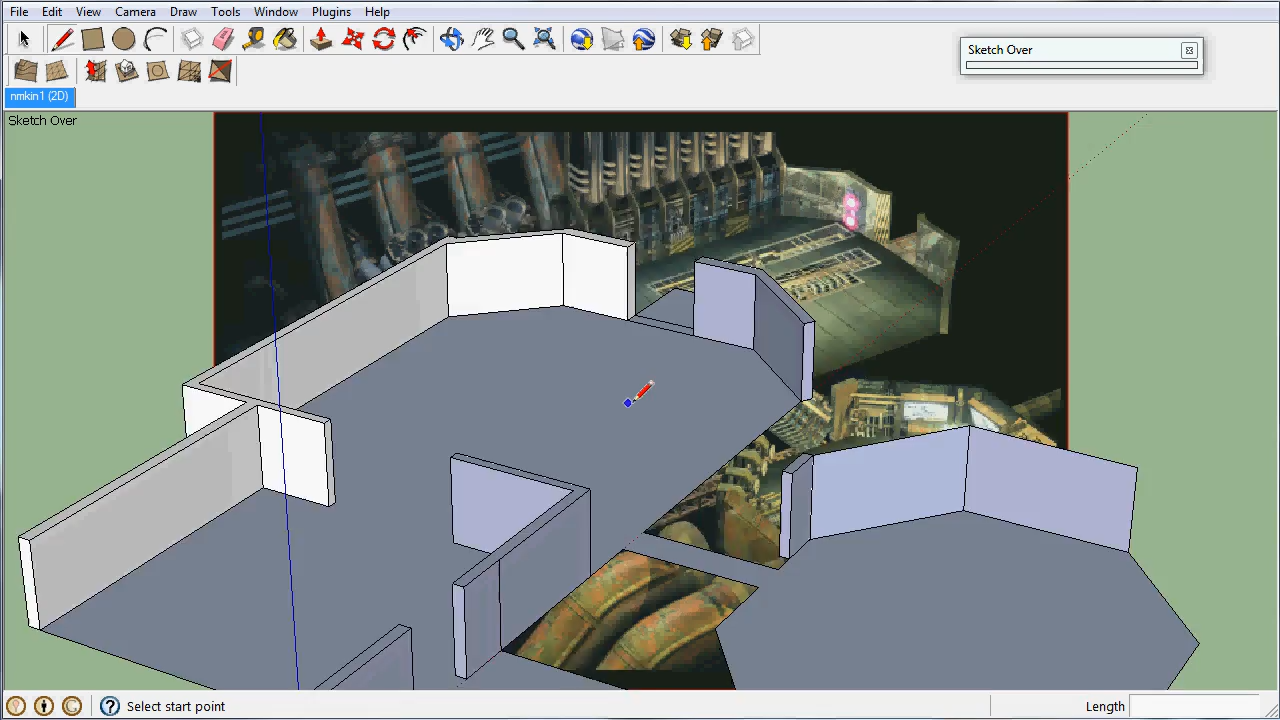 File Edit View Camera Draw Tools Window Plugins Help
Sketch Over
nmkin1 (2D)
Sketch Over
Select start point
Length